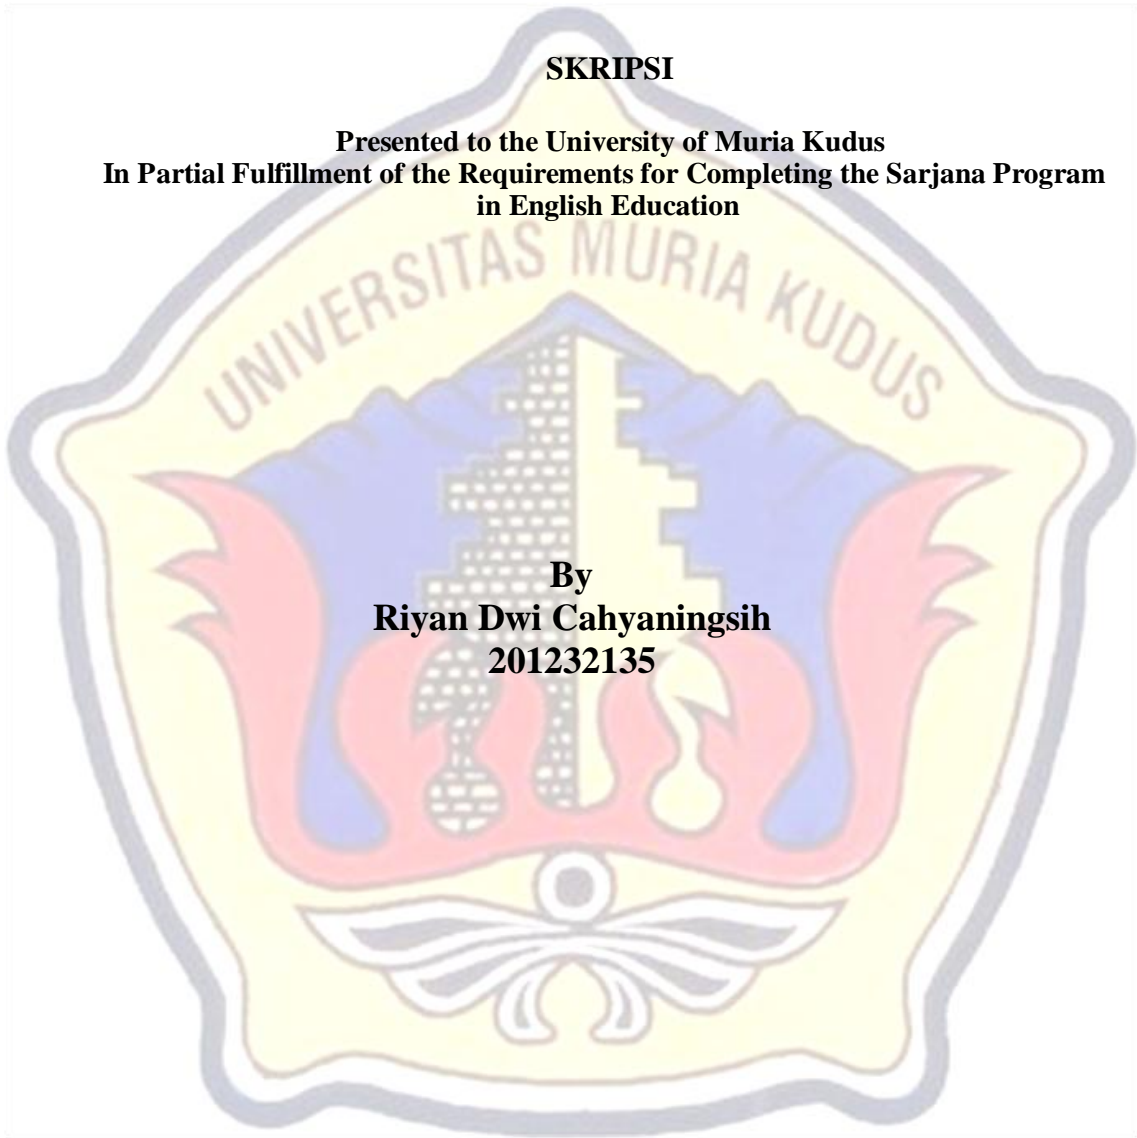 SKRIPSI
Presented to the University of Muria Kudus
In Partial Fulfillment of the Requirements for Completing the Sarjana Program
in English Education
UNIVERSITAS MURIA KUDUS
By
Riyan Dwi Cahyaningsih
201232135